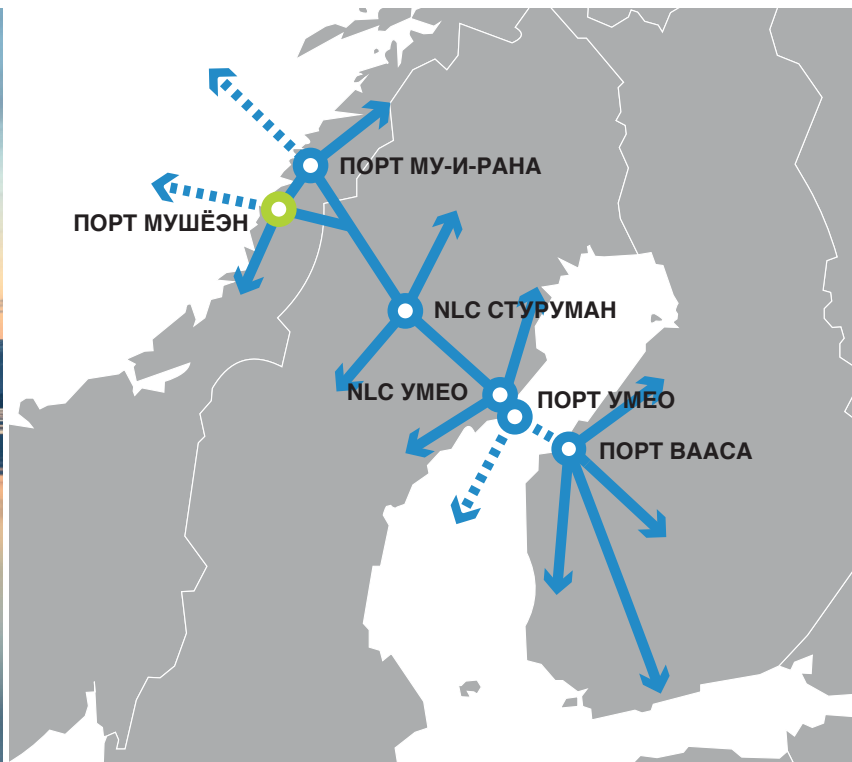 ПОРТ МУ-И-РАНА
ПОРТ МУШЁЭН
NLC СТУРУМАН
NLC УМЕО
ПОРТ УМЕО
ПОРТ ВААСА